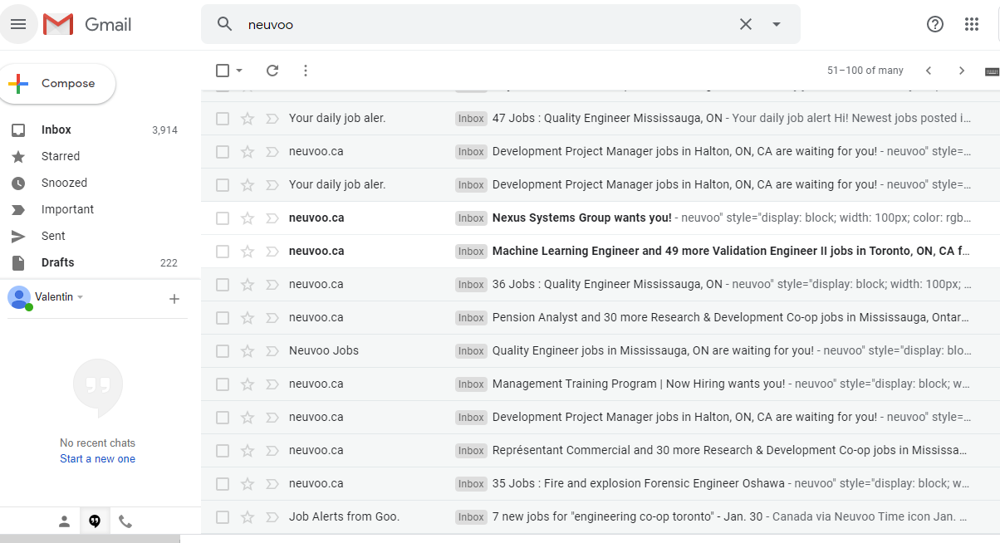 Gmail
neuvoo
Compose
51–100 of many
Inbox 3,914
Starred
Snoozed
Important
Sent
Drafts 222
Valentin
No recent chats
Start a new one
Your daily job aler. Inbox 47 Jobs : Quality Engineer Mississauga, ON - Your daily job alert Hi! Newest jobs posted i…
neuvoo.ca Inbox Development Project Manager jobs in Halton, ON, CA are waiting for you! - neuvoo" style=…
Your daily job aler. Inbox Development Project Manager jobs in Halton, ON, CA are waiting for you! - neuvoo" style=…
neuvoo.ca Inbox Nexus Systems Group wants you! - neuvoo" style="display: block; width: 100px; color: rgb…
neuvoo.ca Inbox Machine Learning Engineer and 49 more Validation Engineer II jobs in Toronto, ON, CA f…
neuvoo.ca Inbox 36 Jobs : Quality Engineer Mississauga, ON - neuvoo" style="display: block; width: 100px; …
neuvoo.ca Inbox Pension Analyst and 30 more Research & Development Co-op jobs in Mississauga, Ontar…
Neuvoo Jobs Inbox Quality Engineer jobs in Mississauga, ON are waiting for you! - neuvoo" style="display: blo…
neuvoo.ca Inbox Management Training Program | Now Hiring wants you! - neuvoo" style="display: block; w…
neuvoo.ca Inbox Development Project Manager jobs in Halton, ON, CA are waiting for you! - neuvoo" style=…
neuvoo.ca Inbox Représentant Commercial and 30 more Research & Development Co-op jobs in Mississa…
neuvoo.ca Inbox 35 Jobs : Fire and explosion Forensic Engineer Oshawa - neuvoo" style="display: block; w…
Job Alerts from Goo. Inbox 7 new jobs for "engineering co-op toronto" - Jan. 30 - Canada via Neuvoo Time icon Jan. …